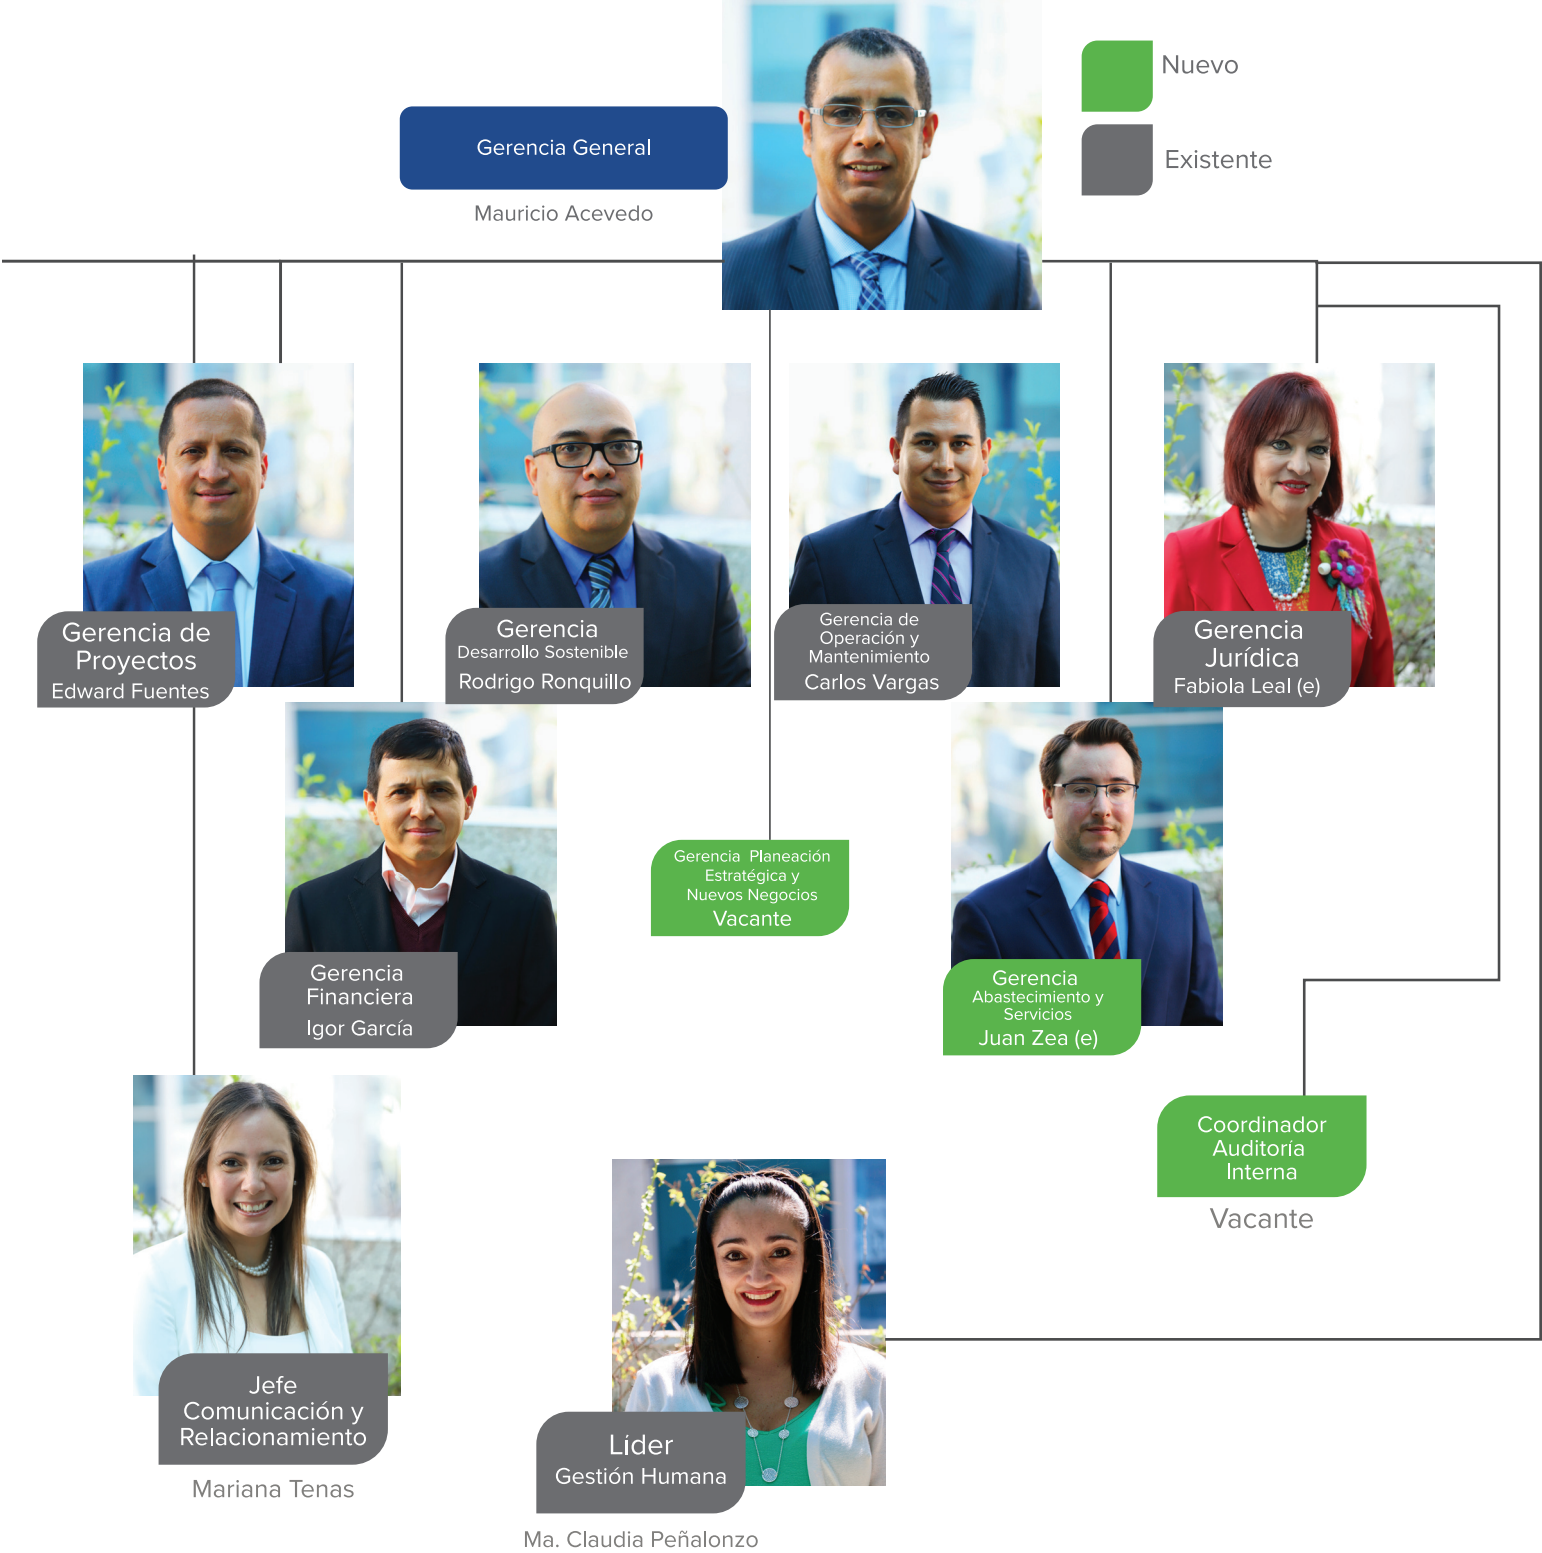 Nuevo
Gerencia General
Existente
Mauricio Acevedo
Gerencia de
Proyectos
Edward Fuentes
Gerencia
Desarrollo Sostenible
Rodrigo Ronquillo
Gerencia de
Operación y
Mantenimiento
Carlos Vargas
Gerencia
Jurídica
Fabiola Leal (e)
Gerencia
Financiera
Igor García
Gerencia Planeación
Estratégica y
Nuevos Negocios
Vacante
Gerencia
Abastecimiento y
Servicios
Juan Zea (e)
Coordinador
Auditoría
Interna
Vacante
Jefe
Comunicación y
Relacionamiento
Mariana Tenas
Líder
Gestión Humana
Ma. Claudia Peñalonzo